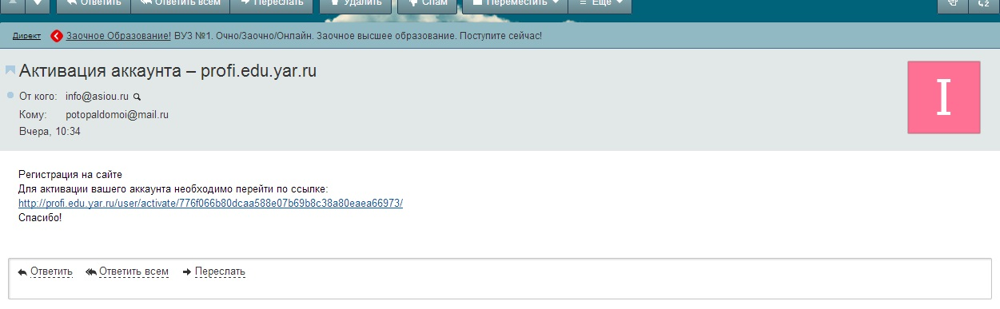 Ответить Ответить всем Переслать Удалить Спам Переместить Ещё
Директ Заочное Образование! ВУЗ №1. Очно/Заочно/Онлайн. Заочное высшее образование. Поступите сейчас!
Активация аккаунта – profi.edu.yar.ru
I
От кого: info@asiou.ru
Кому: potopaldomoi@mail.ru
Вчера, 10:34
Регистрация на сайте
Для активации вашего аккаунта необходимо перейти по ссылке:
http://profi.edu.yar.ru/user/activate/776f066b80dcaa588e07b69b8c38a80eaea66973/
Спасибо!
Ответить Ответить всем Переслать